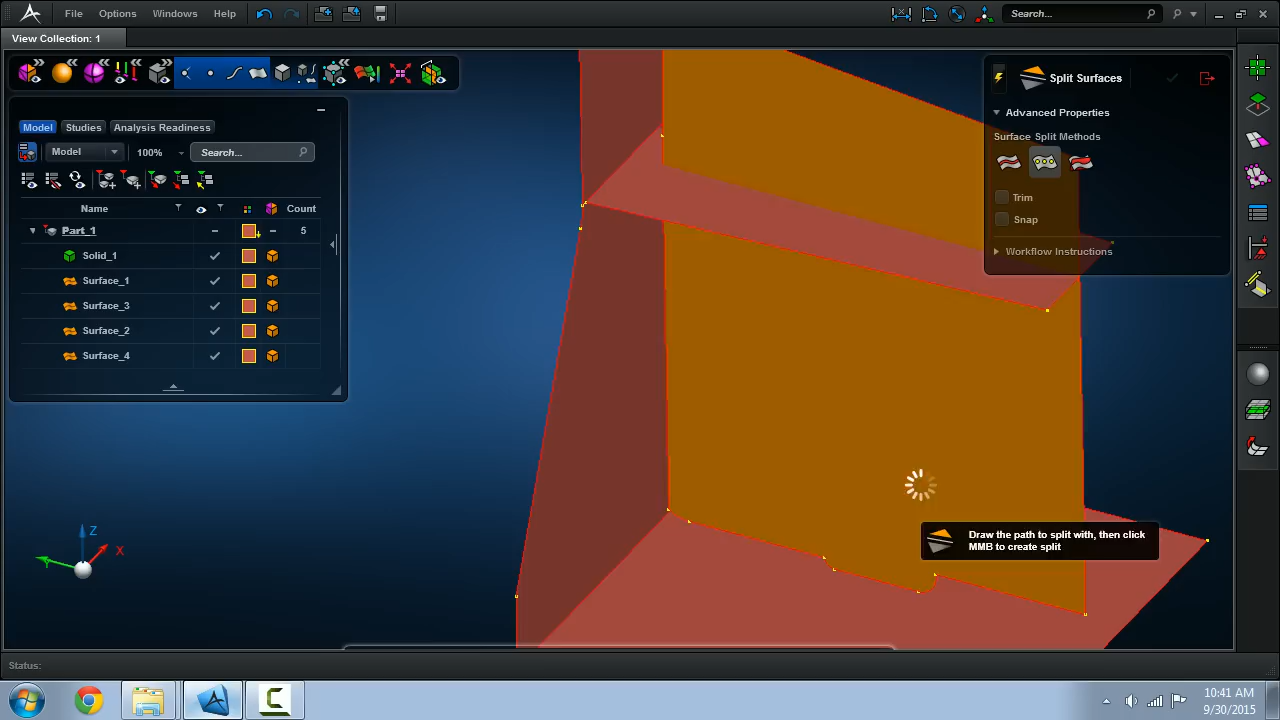 File Options Windows Help Search...
View Collection: 1
Split Surfaces
Advanced Properties
Surface Split Methods
Trim
Snap
Workflow Instructions
Model Studies Analysis Readiness
Model 100% Search...
Name Count
Part_1 5
Solid_1
Surface_1
Surface_3
Surface_2
Surface_4
Draw the path to split with, then click
MMB to create split
Z
X
Status:
10:41 AM
9/30/2015